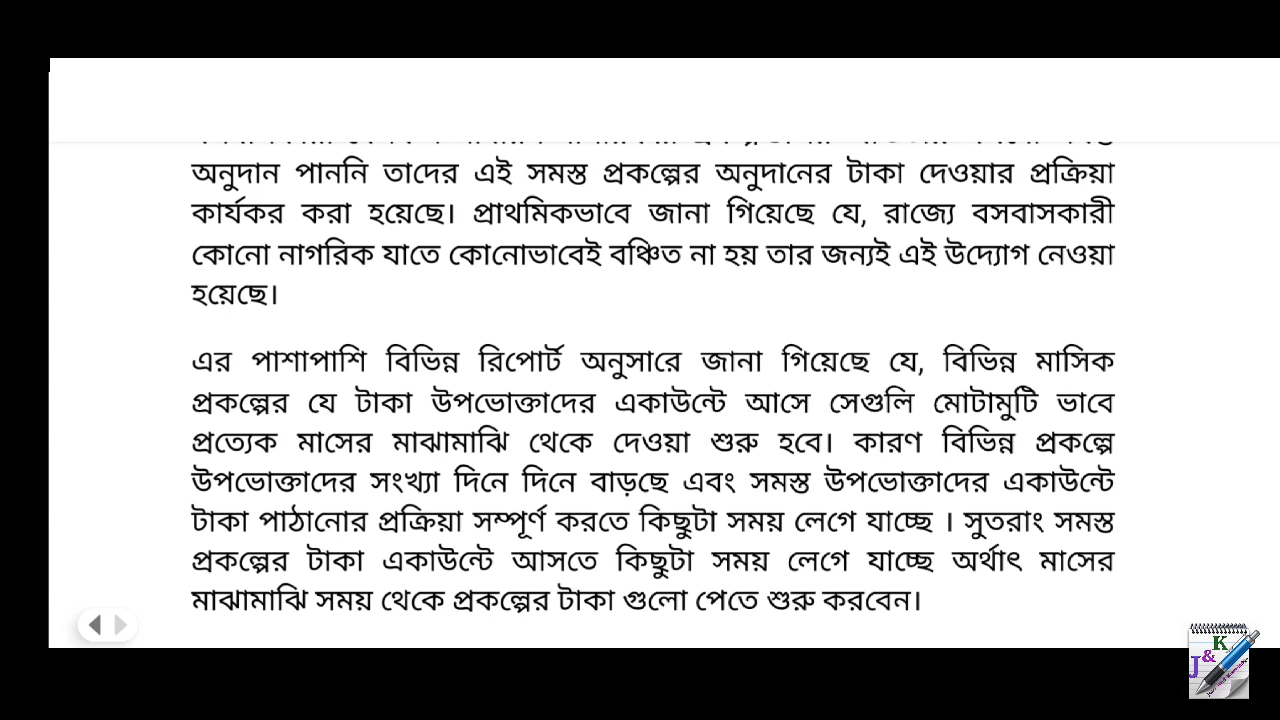 অনুদান পাননি তাদের এই সমস্ত প্রকল্পের অনুদানের টাকা দেওয়ার প্রক্রিয়া
কার্যকর করা হয়েছে। প্রাথমিকভাবে জানা গিয়েছে যে, রাজ্যে বসবাসকারী
কোনো নাগরিক যাতে কোনোভাবেই বঞ্চিত না হয় তার জন্যই এই উদ্যোগ নেওয়া
হয়েছে।
এর পাশাপাশি বিভিন্ন রিপোর্ট অনুসারে জানা গিয়েছে যে, বিভিন্ন মাসিক
প্রকল্পের যে টাকা উপভোক্তাদের একাউন্টে আসে সেগুলি মোটামুটি ভাবে
প্রত্যেক মাসের মাঝামাঝি থেকে দেওয়া শুরু হবে। কারণ বিভিন্ন প্রকল্পে
উপভোক্তাদের সংখ্যা দিনে দিনে বাড়ছে এবং সমস্ত উপভোক্তাদের একাউন্টে
টাকা পাঠানোর প্রক্রিয়া সম্পূর্ণ করতে কিছুটা সময় লেগে যাচ্ছে । সুতরাং সমস্ত
প্রকল্পের টাকা একাউন্টে আসতে কিছুটা সময় লেগে যাচ্ছে অর্থাৎ মাসের
মাঝামাঝি সময় থেকে প্রকল্পের টাকা গুলো পেতে শুরু করবেন।
J&K